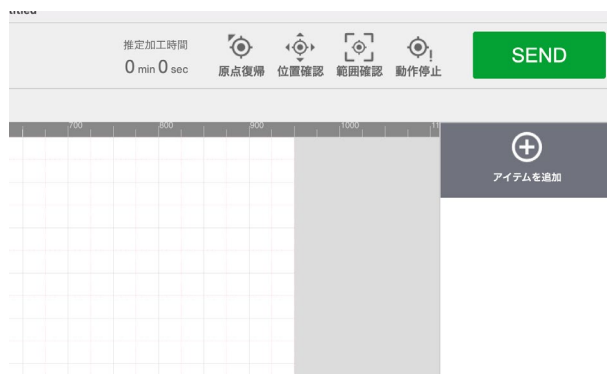 推定加工時間
0 min 0 sec
原点復帰
位置確認
範囲確認
動作停止
SEND
700
800
900
1000
アイテムを追加